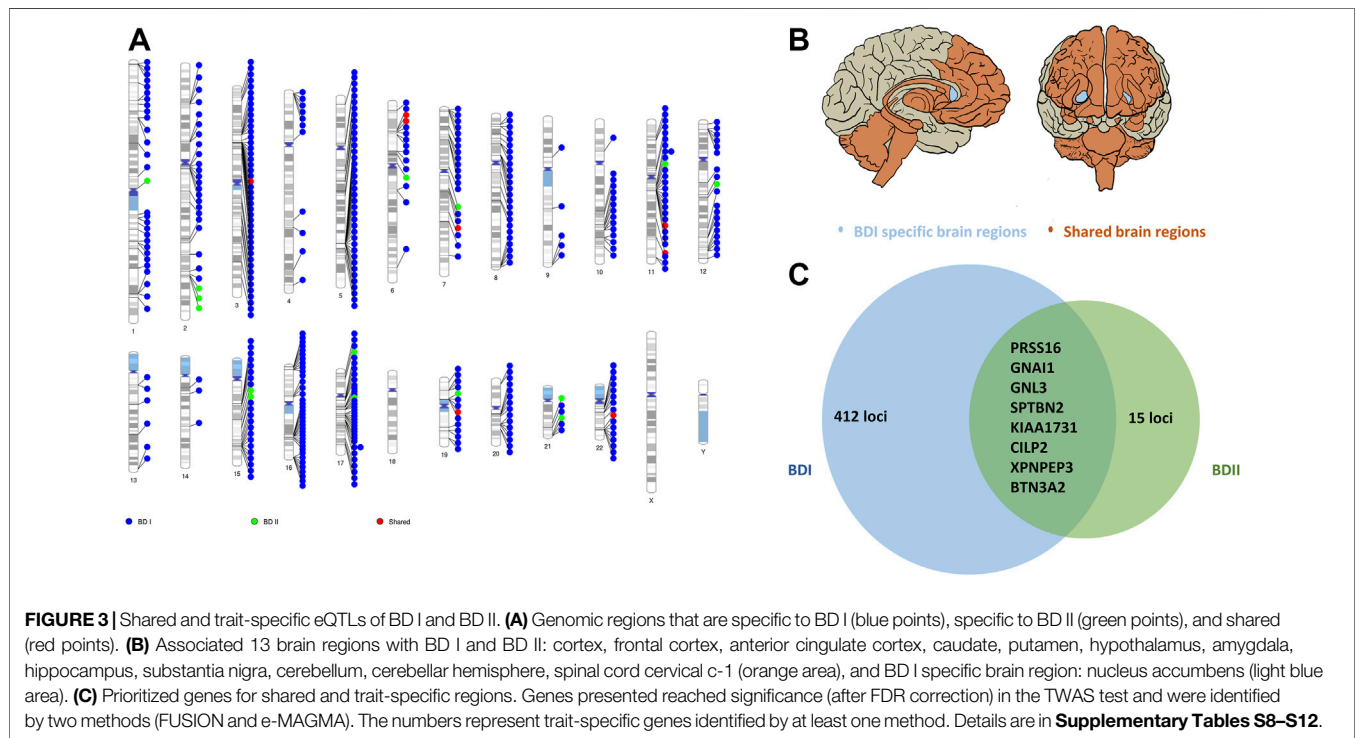 A
1
2
3
4
5
6
7
8
9
10
11
12
13
14
15
16
17
18
19
20
21
22
X
Y
BD I
BD II
Shared
B
BDI specific brain regions
Shared brain regions
C
412 loci
PRSS16
GNAI1
GNL3
SPTBN2
KIAA1731
CILP2
XPNPEP3
BTN3A2
15 loci
BDI
BDII
FIGURE 3 | Shared and trait-specific eQTLs of BD I and BD II. (A) Genomic regions that are specific to BD I (blue points), specific to BD II (green points), and shared
(red points). (B) Associated 13 brain regions with BD I and BD II: cortex, frontal cortex, anterior cingulate cortex, caudate, putamen, hypothalamus, amygdala,
hippocampus, substantia nigra, cerebellum, cerebellar hemisphere, spinal cord cervical c-1 (orange area), and BD I specific brain region: nucleus accumbens (light blue
area). (C) Prioritized genes for shared and trait-specific regions. Genes presented reached significance (after FDR correction) in the TWAS test and were identified
by two methods (FUSION and e-MAGMA). The numbers represent trait-specific genes identified by at least one method. Details are in Supplementary Tables S8–S12.